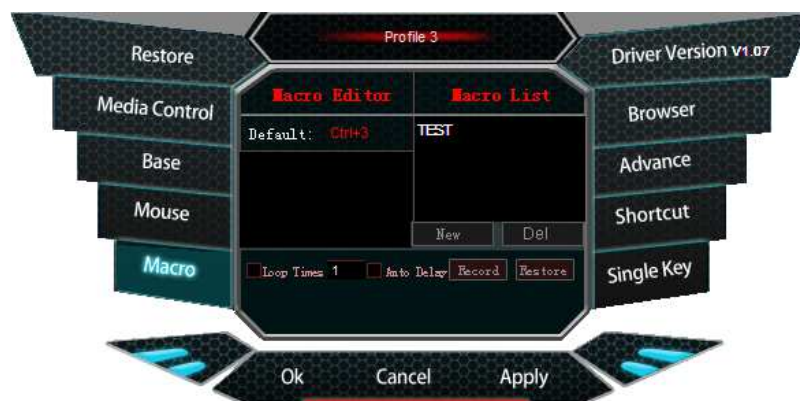 Profile 3
Restore
Driver Version V1.07
Media Control
Browser
Base
Advance
Mouse
Shortcut
Macro
Single Key
Macro Editor
Macro List
Default: Ctrl+3
TEST
New
Del
Loop Times 1
Auto Delay
Record
Restore
Ok
Cancel
Apply